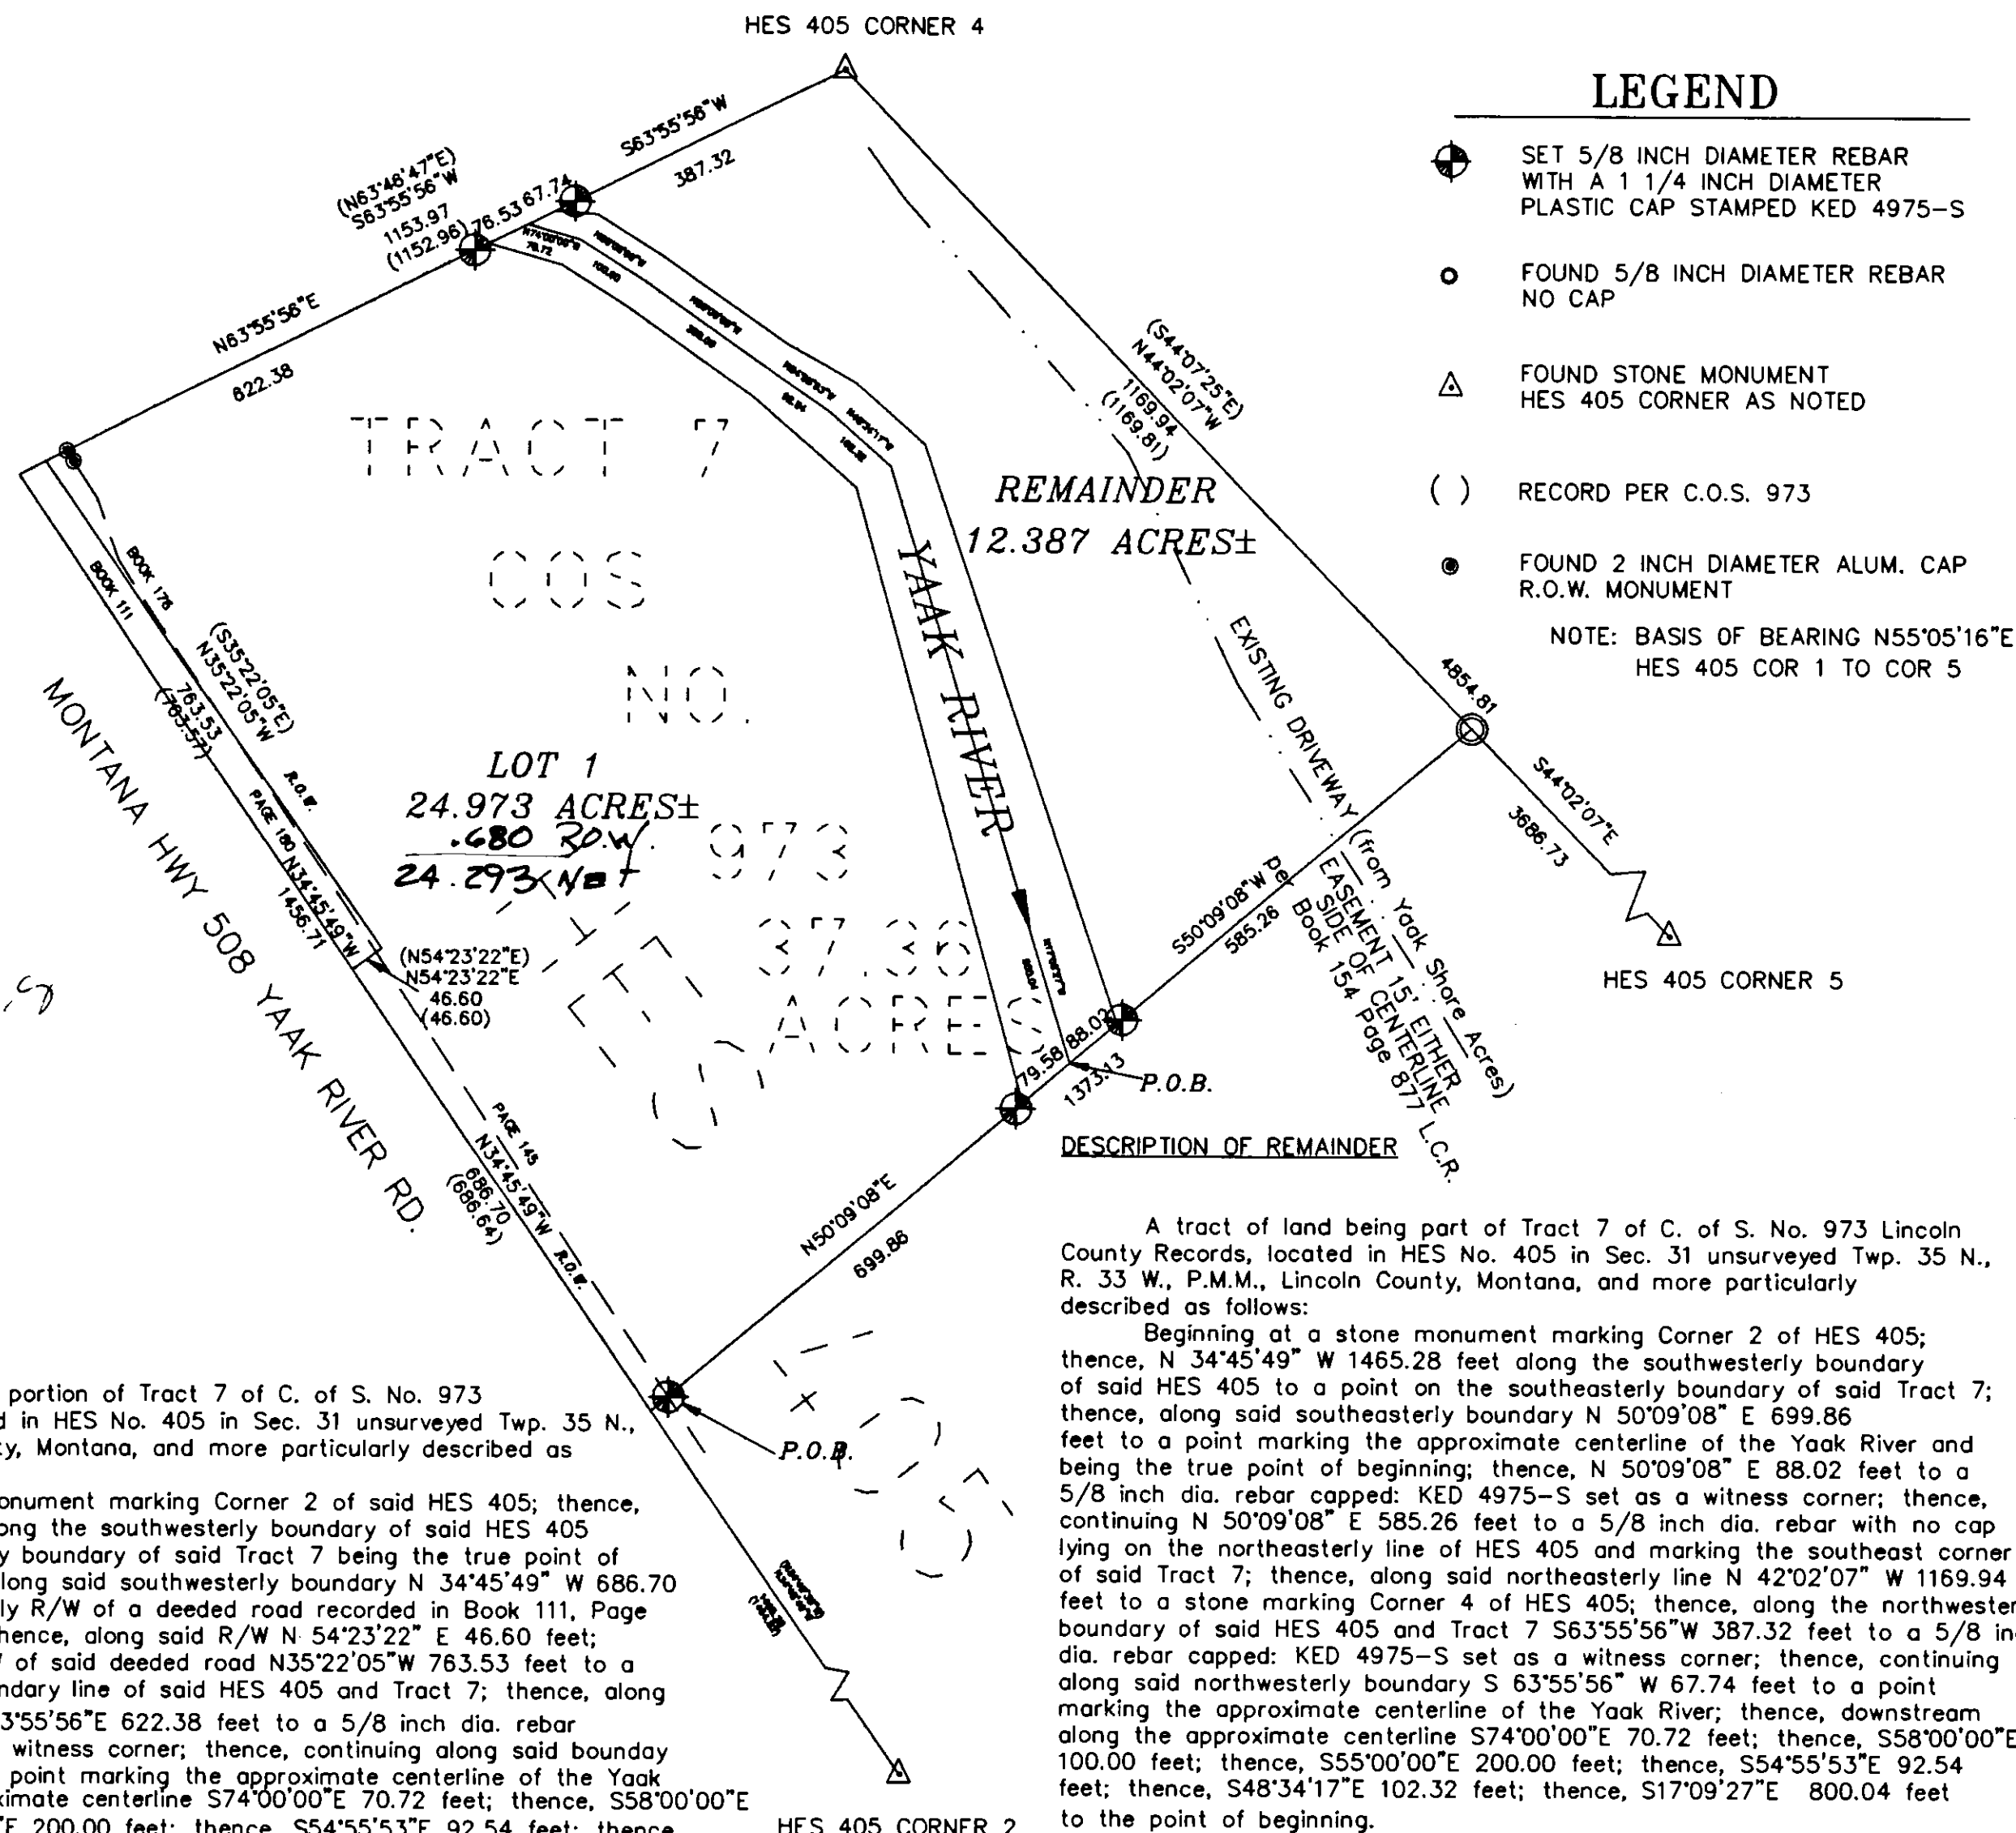 HES 405 CORNER 4
LEGEND
SET 5/8 INCH DIAMETER REBAR
WITH A 1 1/4 INCH DIAMETER
PLASTIC CAP STAMPED KED 4975-S
FOUND 5/8 INCH DIAMETER REBAR
NO CAP
FOUND STONE MONUMENT
HES 405 CORNER AS NOTED
( ) RECORD PER C.O.S. 973
FOUND 2 INCH DIAMETER ALUM. CAP
R.O.W. MONUMENT
NOTE: BASIS OF BEARING N55°05'16"E
HES 405 COR 1 TO COR 5
S63°55'56"W
387.32
(N63°46'47"E)
S63°55'56"W
1153.97
(1152.96)
76.53
67.74
N63°55'56"E
622.38
N74°00'00"W
70.72
TRACT 7
COS
NO.
973
37.36
ACRES
HES
405
REMAINDER
12.387 ACRES±
(S44°07'25"E)
N44°02'07"W
1169.94
(1169.81)
YAAK RIVER
BOOK 176
BOOK 111
(S35°22'05"E)
N35°22'05"W
763.53
(763.57)
R.O.W.
PAGE 180
N34°45'49"W
1456.71
MONTANA HWY 508 YAAK RIVER RD.
LOT 1
24.973 ACRES±
.680 R.O.W.
24.293 Net
(N54°23'22"E)
N54°23'22"E
46.60
(46.60)
EXISTING DRIVEWAY (from Yaak Shore Acres)
EASEMENT 15' EITHER
SIDE OF CENTERLINE
per Book 154 Page 877 L.C.R.
4854.81
S44°02'07"E
3686.73
HES 405 CORNER 5
S50°09'08"W
585.26
79.58
88.02
1373.13
P.O.B.
PAGE 145
N34°45'49"W
686.70
(686.64)
R.O.W.
N50°09'08"E
699.86
P.O.B.
HES 405 CORNER 2
DESCRIPTION OF REMAINDER
A tract of land being part of Tract 7 of C. of S. No. 973 Lincoln
County Records, located in HES No. 405 in Sec. 31 unsurveyed Twp. 35 N.,
R. 33 W., P.M.M., Lincoln County, Montana, and more particularly
described as follows:
Beginning at a stone monument marking Corner 2 of HES 405;
thence, N 34°45'49" W 1465.28 feet along the southwesterly boundary
of said HES 405 to a point on the southeasterly boundary of said Tract 7;
thence, along said southeasterly boundary N 50°09'08" E 699.86
feet to a point marking the approximate centerline of the Yaak River and
being the true point of beginning; thence, N 50°09'08" E 88.02 feet to a
5/8 inch dia. rebar capped: KED 4975-S set as a witness corner; thence,
continuing N 50°09'08" E 585.26 feet to a 5/8 inch dia. rebar with no cap
lying on the northeasterly line of HES 405 and marking the southeast corner
of said Tract 7; thence, along said northeasterly line N 42°02'07" W 1169.94
feet to a stone marking Corner 4 of HES 405; thence, along the northwester
boundary of said HES 405 and Tract 7 S63°55'56"W 387.32 feet to a 5/8 in
dia. rebar capped: KED 4975-S set as a witness corner; thence, continuing
along said northwesterly boundary S 63°55'56" W 67.74 feet to a point
marking the approximate centerline of the Yaak River; thence, downstream
along the approximate centerline S74°00'00"E 70.72 feet; thence, S58°00'00"E
100.00 feet; thence, S55°00'00"E 200.00 feet; thence, S54°55'53"E 92.54
feet; thence, S48°34'17"E 102.32 feet; thence, S17°09'27"E 800.04 feet
to the point of beginning.
portion of Tract 7 of C. of S. No. 973
d in HES No. 405 in Sec. 31 unsurveyed Twp. 35 N.,
ty, Montana, and more particularly described as
onument marking Corner 2 of said HES 405; thence,
ong the southwesterly boundary of said HES 405
y boundary of said Tract 7 being the true point of
long said southwesterly boundary N 34°45'49" W 686.70
ly R/W of a deeded road recorded in Book 111, Page
hence, along said R/W N 54°23'22" E 46.60 feet;
of said deeded road N35°22'05"W 763.53 feet to a
ndary line of said HES 405 and Tract 7; thence, along
3°55'56"E 622.38 feet to a 5/8 inch dia. rebar
witness corner; thence, continuing along said bounday
point marking the approximate centerline of the Yaak
ximate centerline S74°00'00"E 70.72 feet; thence, S58°00'00"E
"E 200.00 feet; thence, S54°55'53"E 92.54 feet; thence